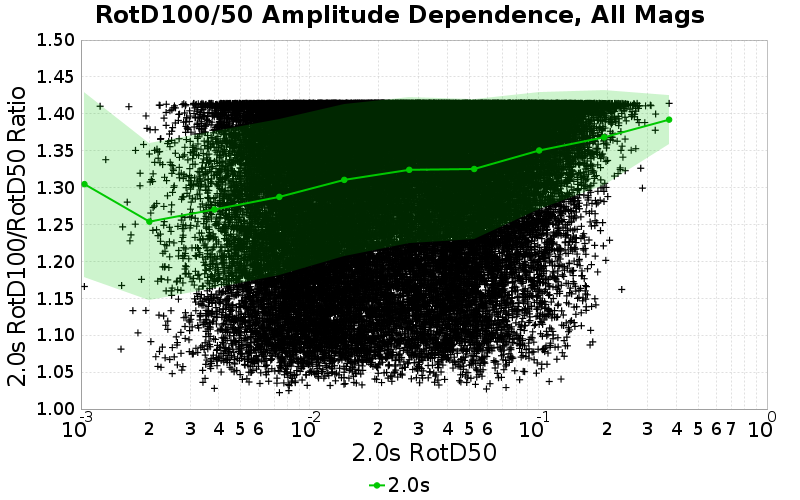 RotD100/50 Amplitude Dependence, All Mags
2.0s RotD100/RotD50 Ratio
1.50
1.45
1.40
1.35
1.30
1.25
1.20
1.15
1.10
1.05
1.00
10-3 2 3 4 5 6 10-2 2 3 4 5 6 10-1 2 3 4 5 6 7 100
2.0s RotD50
2.0s